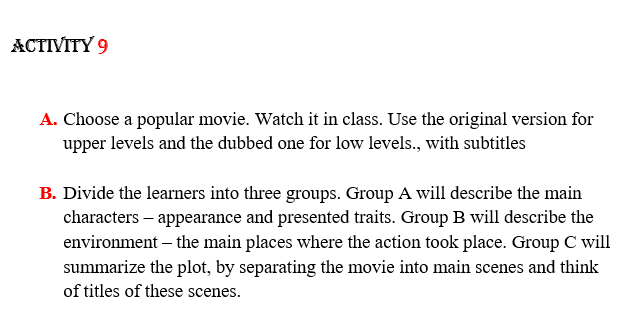 ACTIVITY 9
A. Choose a popular movie. Watch it in class. Use the original version for
upper levels and the dubbed one for low levels., with subtitles
B. Divide the learners into three groups. Group A will describe the main
characters – appearance and presented traits. Group B will describe the
environment – the main places where the action took place. Group C will
summarize the plot, by separating the movie into main scenes and think
of titles of these scenes.